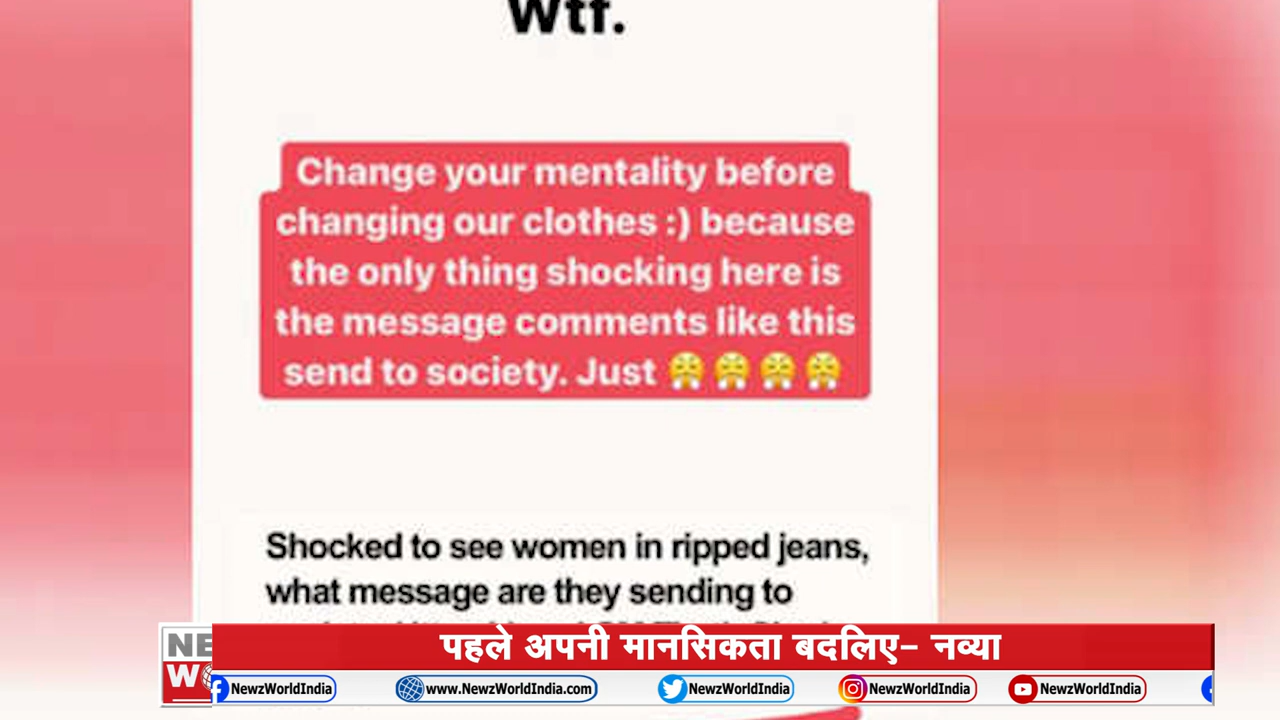 Wtf.
Change your mentality before
changing our clothes :) because
the only thing shocking here is
the message comments like this
send to society. Just 😤😤😤😤
Shocked to see women in ripped jeans,
what message are they sending to
पहले अपनी मानसिकता बदलिए- नव्या
NewzWorldIndia
www.NewzWorldIndia.com
NewzWorldIndia
NewzWorldIndia
NewzWorldIndia